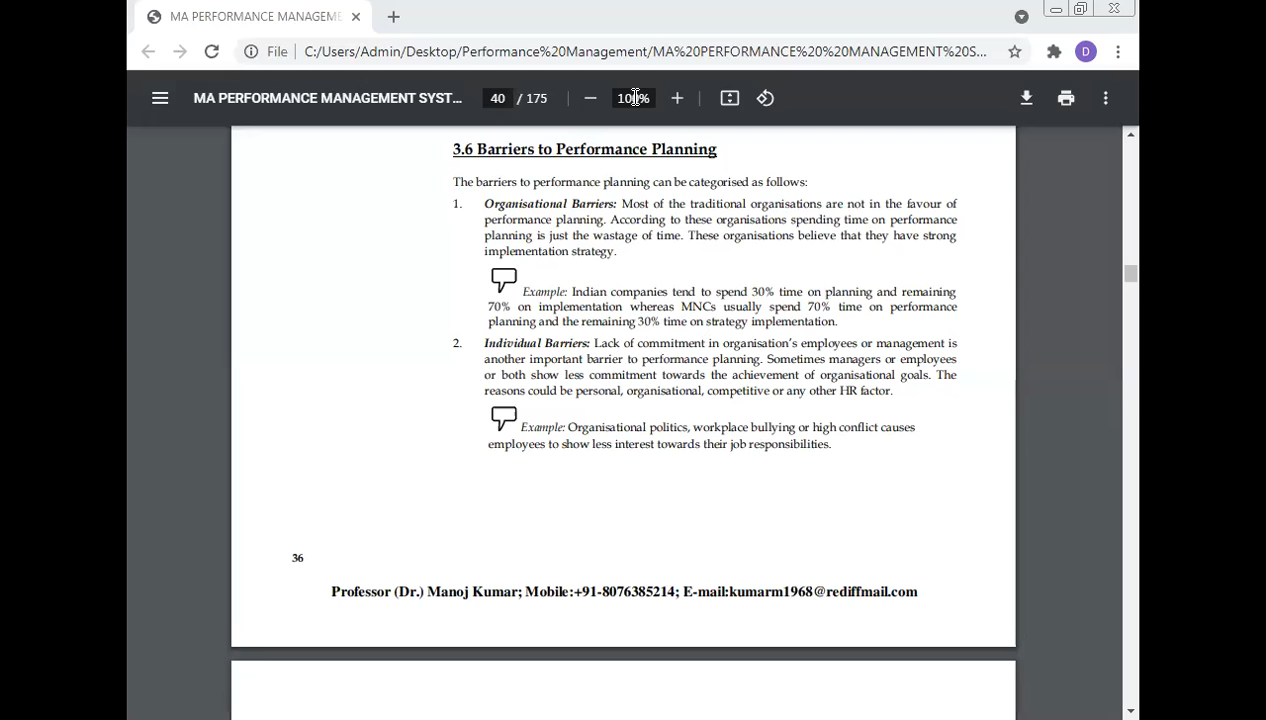 MA PERFORMANCE MANAGEME
File
C:/Users/Admin/Desktop/Performance%20Management/MA%20PERFORMANCE%20%20MANAGEMENT%20S...
D
MA PERFORMANCE MANAGEMENT SYST...
40 / 175
100%
3.6 Barriers to Performance Planning
The barriers to performance planning can be categorised as follows:
1. Organisational Barriers: Most of the traditional organisations are not in the favour of
performance planning. According to these organisations spending time on performance
planning is just the wastage of time. These organisations believe that they have strong
implementation strategy.
Example: Indian companies tend to spend 30% time on planning and remaining
70% on implementation whereas MNCs usually spend 70% time on performance
planning and the remaining 30% time on strategy implementation.
2. Individual Barriers: Lack of commitment in organisation's employees or management is
another important barrier to performance planning. Sometimes managers or employees
or both show less commitment towards the achievement of organisational goals. The
reasons could be personal, organisational, competitive or any other HR factor.
Example: Organisational politics, workplace bullying or high conflict causes
employees to show less interest towards their job responsibilities.
36
Professor (Dr.) Manoj Kumar; Mobile:+91-8076385214; E-mail:kumarm1968@rediffmail.com